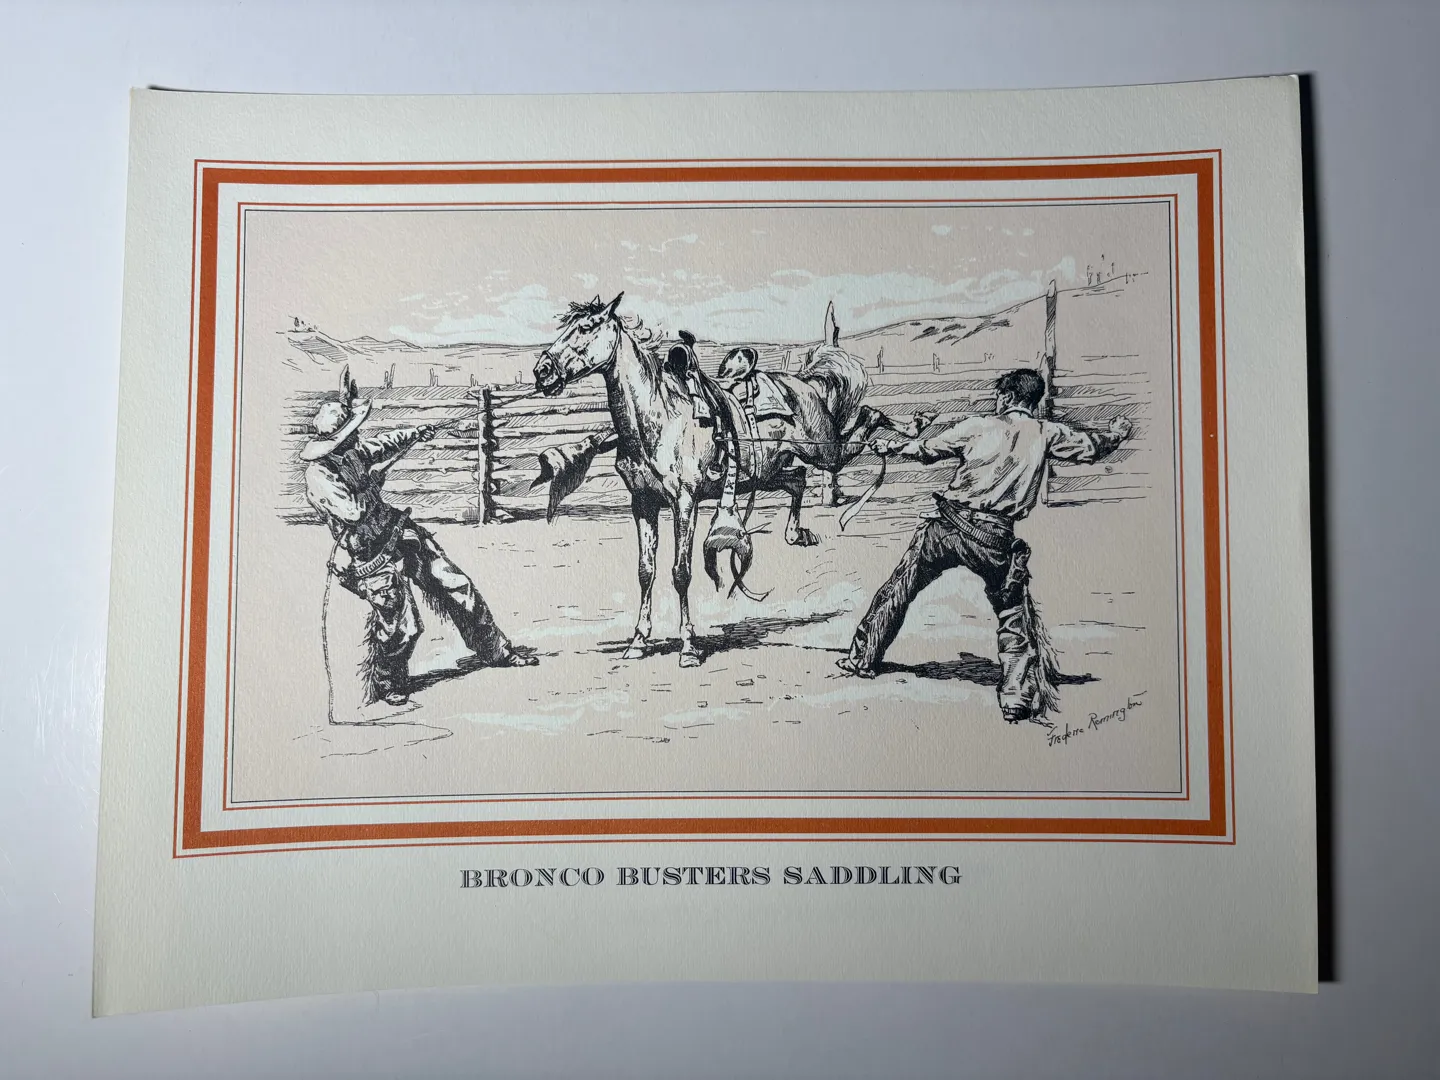 Frederic Remington
BRONCO BUSTERS SADDLING